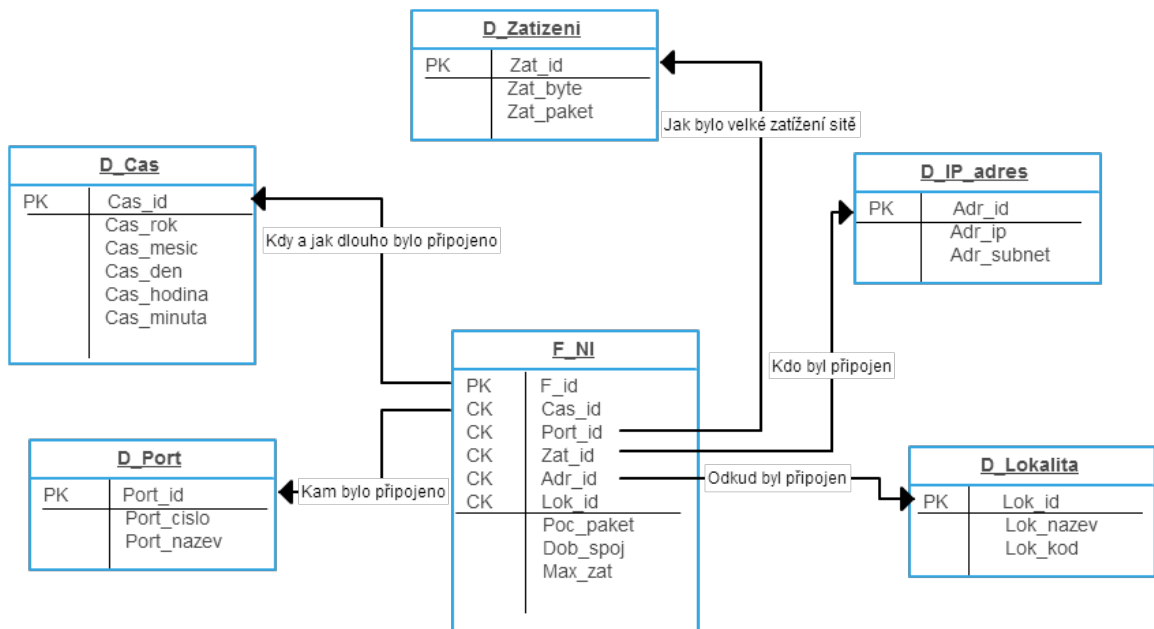 D_Zatizeni
PK Zat_id
Zat_byte
Zat_paket
Jak bylo velké zatížení sitě
D_Cas
PK Cas_id
Cas_rok
Cas_mesic
Cas_den
Cas_hodina
Cas_minuta
Kdy a jak dlouho bylo připojeno
D_IP_adres
PK Adr_id
Adr_ip
Adr_subnet
Kdo byl připojen
F_NI
PK F_id
CK Cas_id
CK Port_id
CK Zat_id
CK Adr_id
CK Lok_id
Poc_paket
Dob_spoj
Max_zat
D_Port
PK Port_id
Port_cislo
Port_nazev
Kam bylo připojeno
Odkud byl připojen
D_Lokalita
PK Lok_id
Lok_nazev
Lok_kod